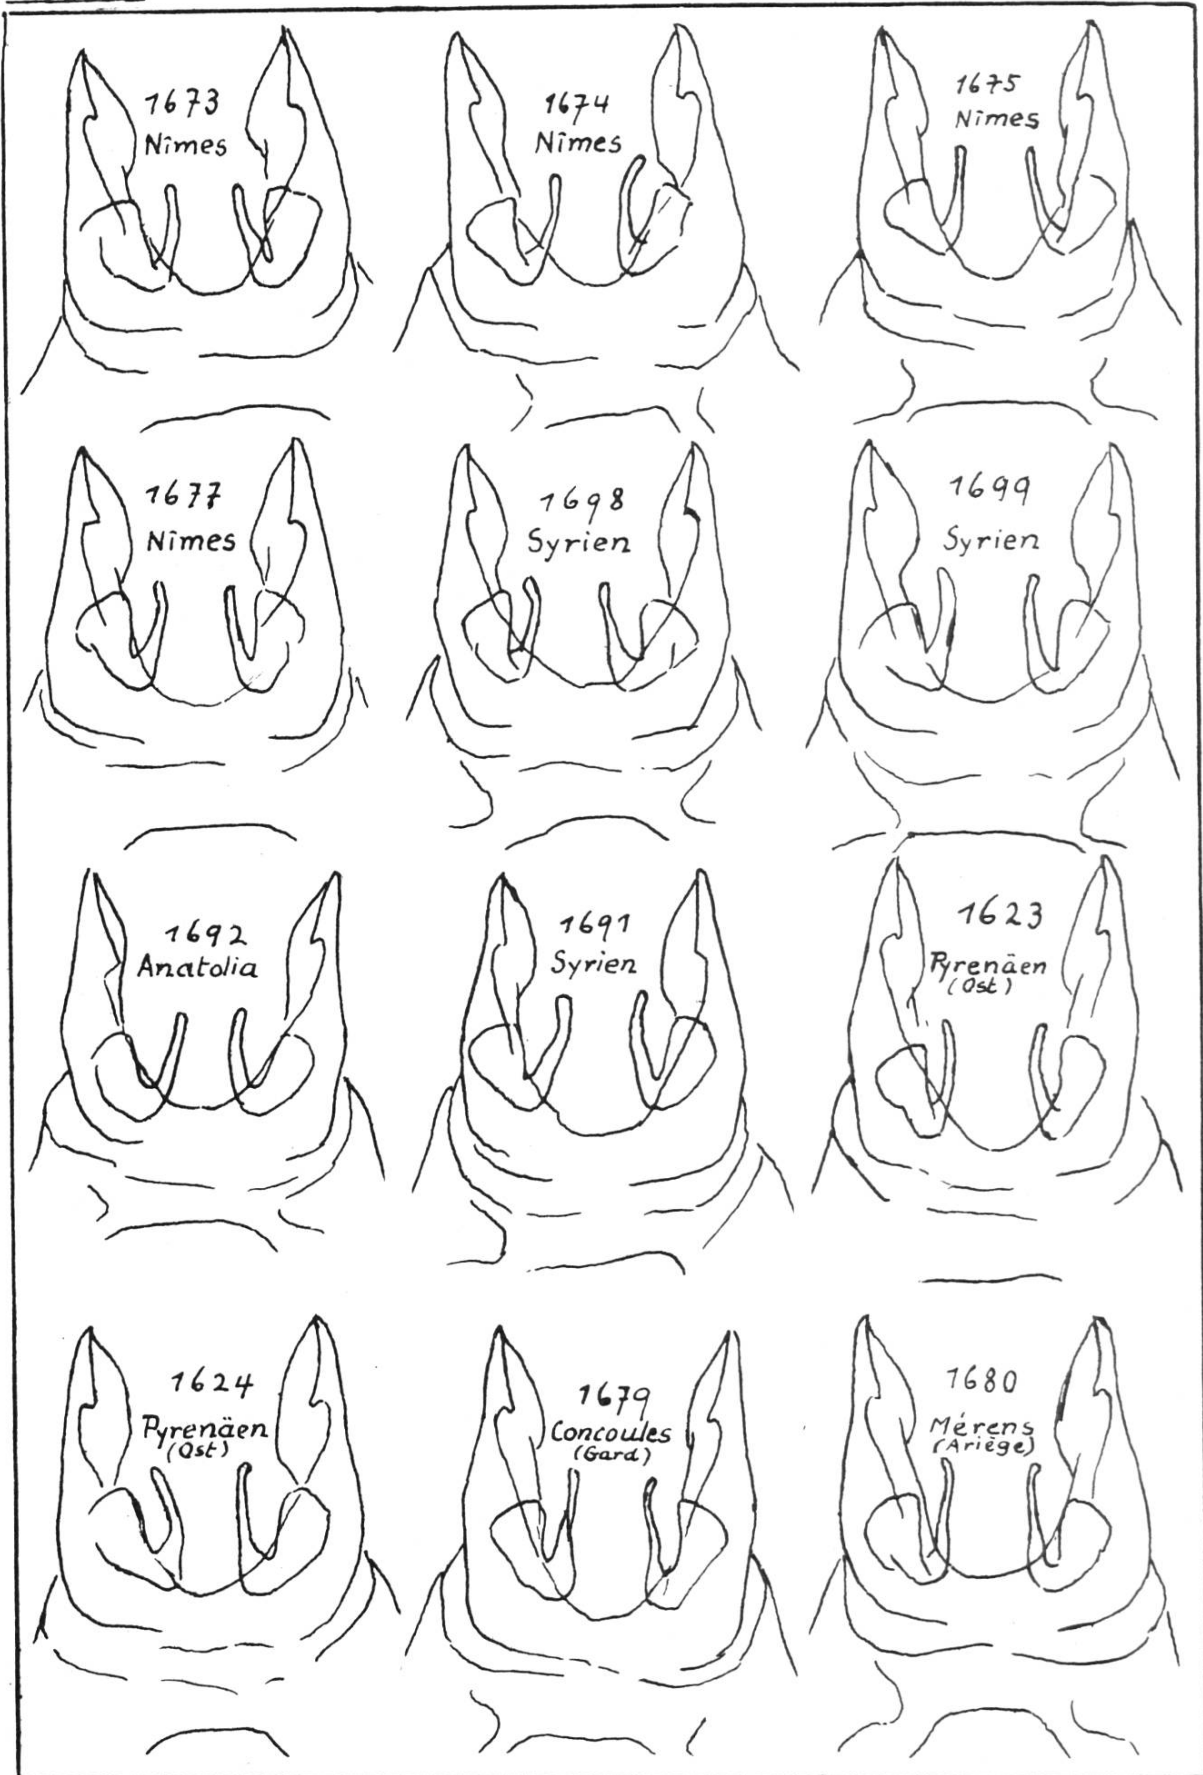 1673
Nîmes
1674
Nîmes
1675
Nîmes
1677
Nîmes
1698
Syrien
1699
Syrien
1692
Anatolia
1691
Syrien
1623
Pyrenäen
(Ost)
1624
Pyrenäen
(Ost)
1679
Concoules
(Gard)
1680
Mérens
(Ariège)